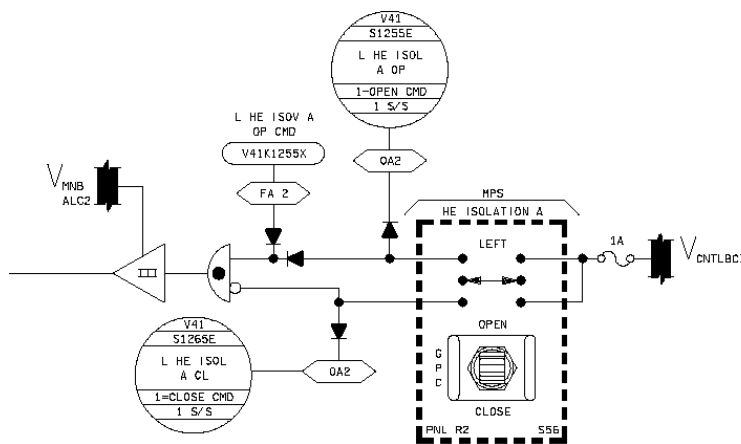 V41
S1255E
L HE ISOL
A OP
1-OPEN CMD
1 S/S
L HE ISOV A
OP CMD
V41K1255X
FA 2
OA2
V MNB
ALC2
MPS
HE ISOLATION A
LEFT
1A
V CNTLBC
OPEN
GPC
CLOSE
PNL R2 S56
V41
S1265E
L HE ISOL
A CL
1=CLOSE CMD
1 S/S
OA2
II